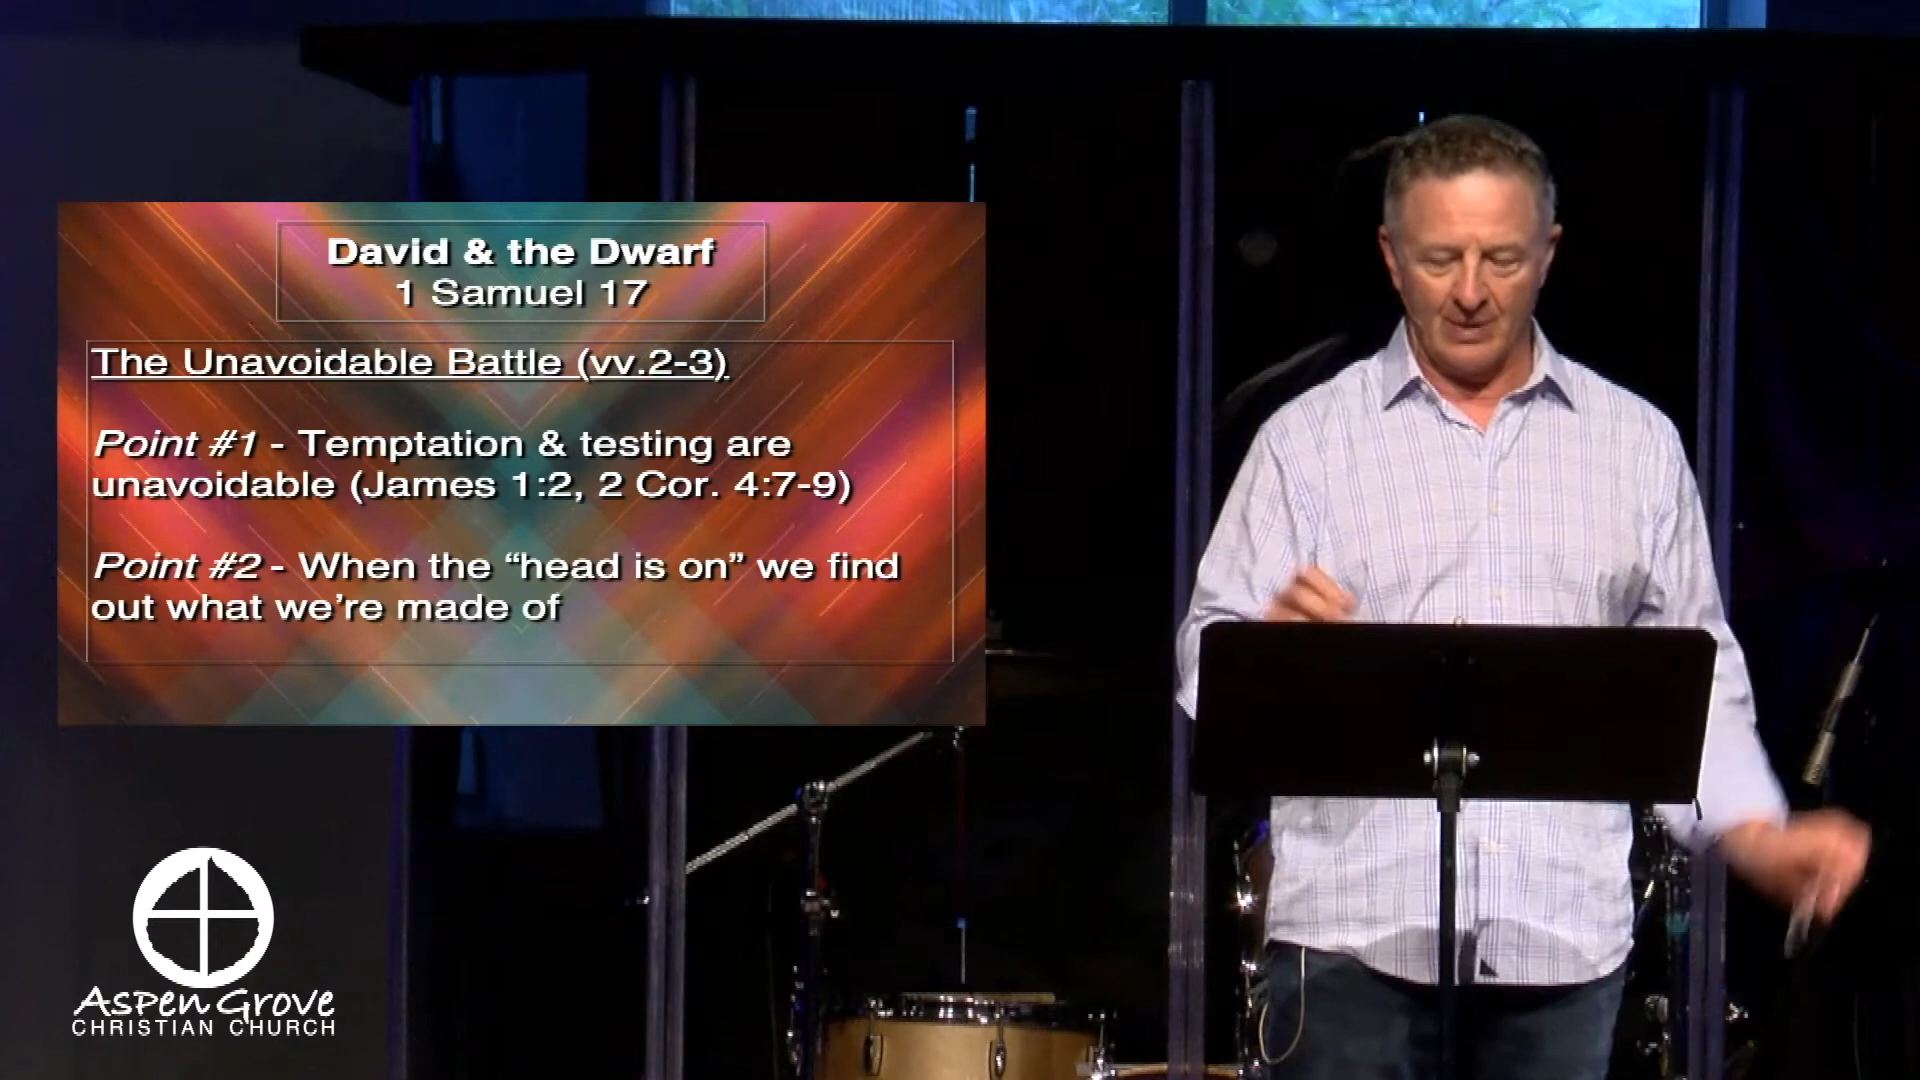 David & the Dwarf
1 Samuel 17
The Unavoidable Battle (vv.2-3)
Point #1 - Temptation & testing are
unavoidable (James 1:2, 2 Cor. 4:7-9)
Point #2 - When the “head is on” we find
out what we’re made of
Aspen Grove
CHRISTIAN CHURCH